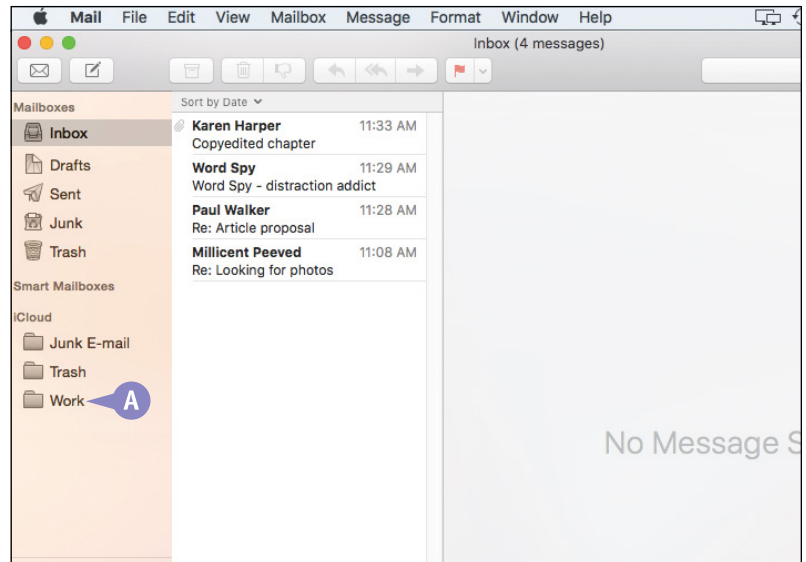 Mail File Edit View Mailbox Message Format Window Help
Inbox (4 messages)
Mailboxes
Inbox
Drafts
Sent
Junk
Trash
Smart Mailboxes
iCloud
Junk E-mail
Trash
Work
A
Sort by Date
Karen Harper 11:33 AM
Copyedited chapter
Word Spy 11:29 AM
Word Spy - distraction addict
Paul Walker 11:28 AM
Re: Article proposal
Millicent Peeved 11:08 AM
Re: Looking for photos
No Message S